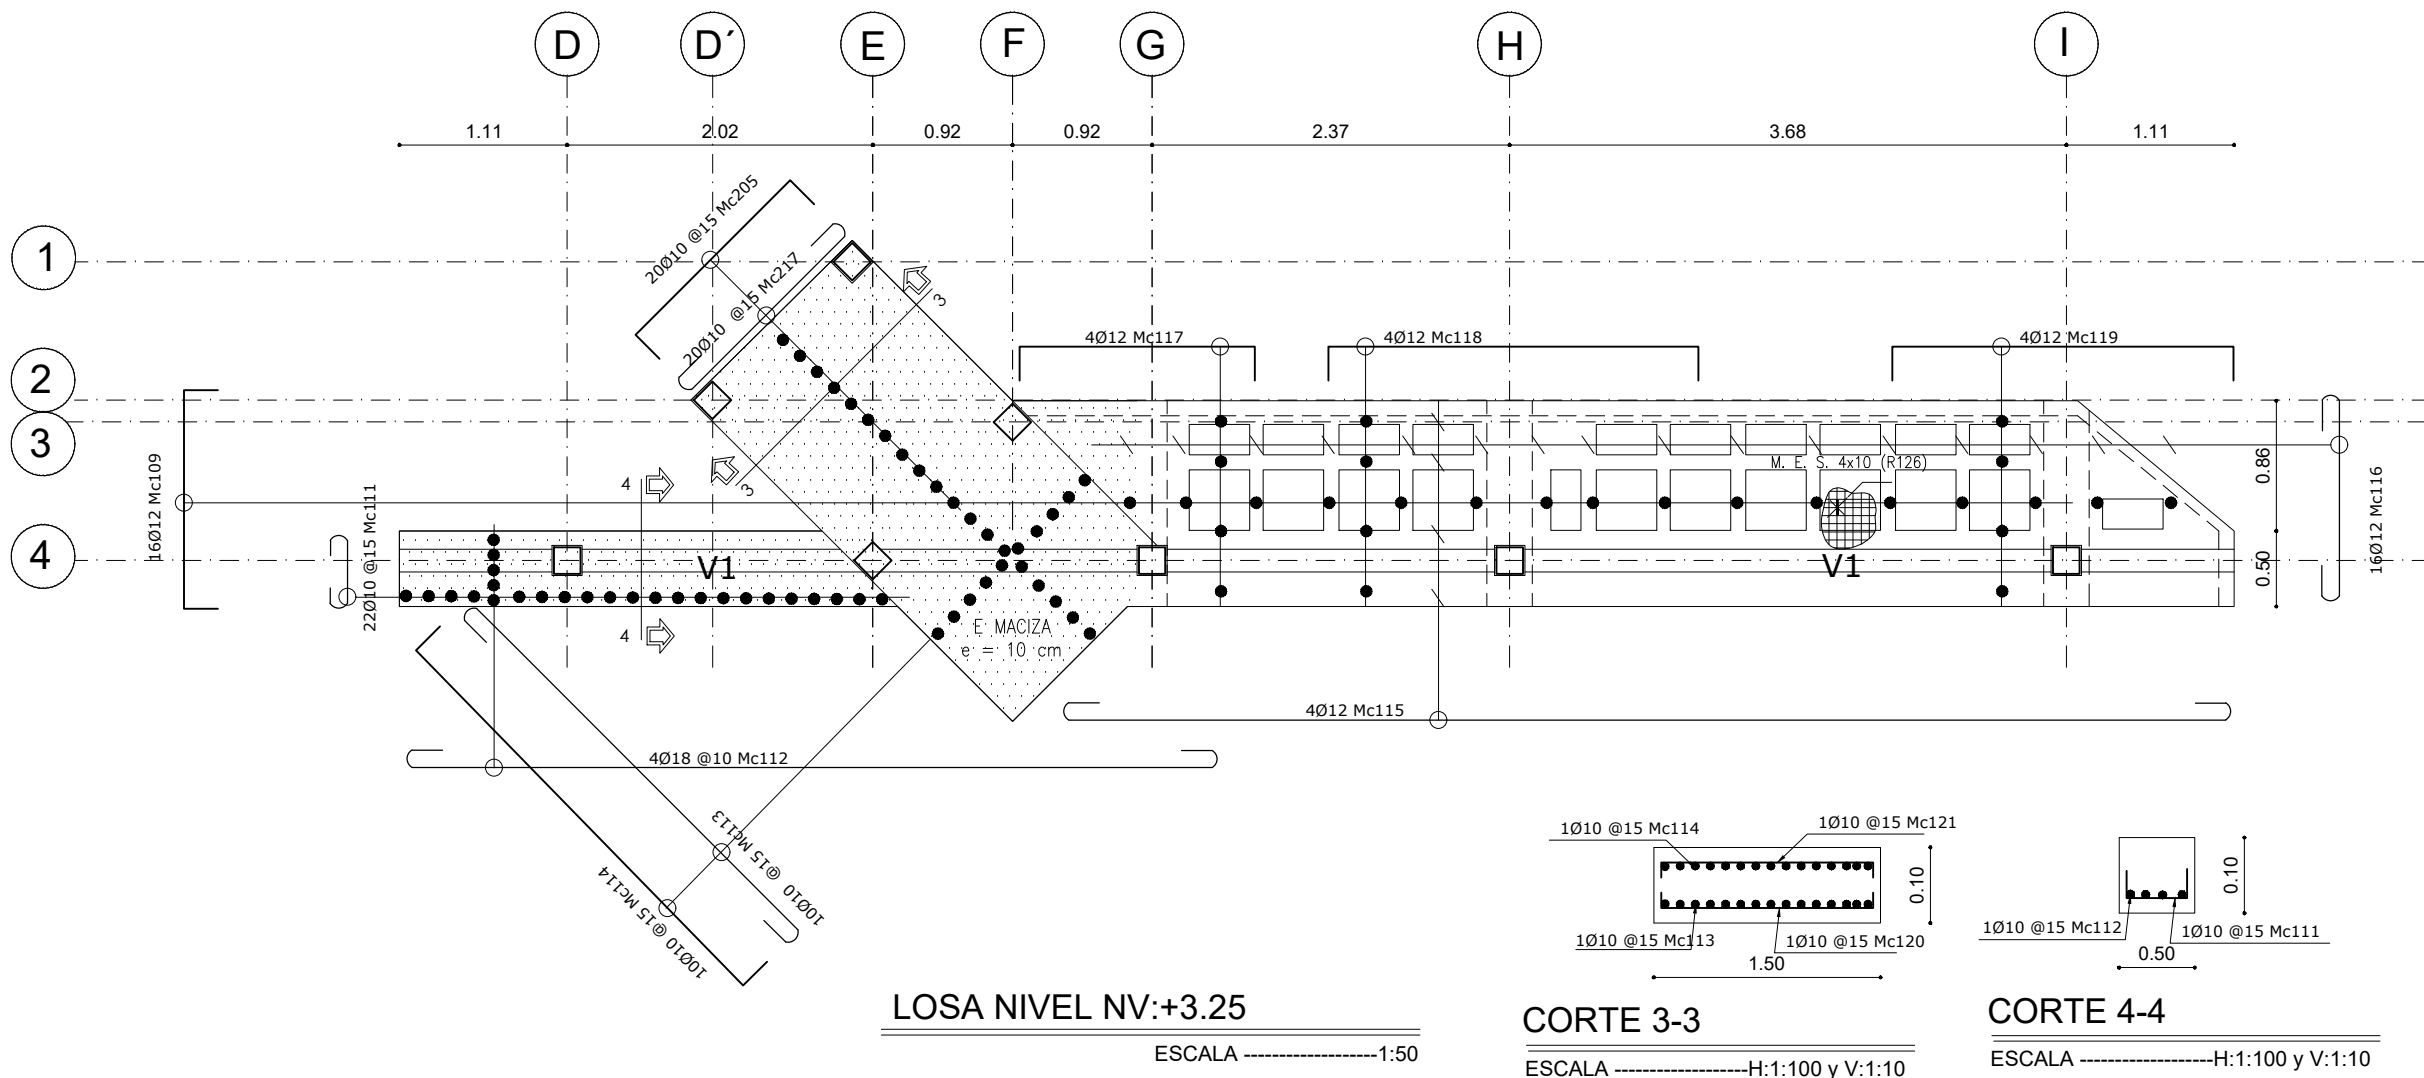 D
D´
E
F
G
H
I
1.11
2.02
0.92
0.92
2.37
3.68
1.11
1
2
3
4
20Ø10 @15 Mc205
20Ø10 @15 Mc217
3
3
4Ø12 Mc117
4Ø12 Mc118
4Ø12 Mc119
16Ø12 Mc109
22Ø10 @15 Mc111
4
4
V1
M. E. S. 4x10 (R126)
V1
0.86
0.50
16Ø12 Mc116
E MACIZA
e = 10 cm
4Ø12 Mc115
4Ø18 @10 Mc112
10Ø10 @15 Mc113
10Ø10 @15 Mc114
1Ø10 @15 Mc114
1Ø10 @15 Mc121
0.10
1Ø10 @15 Mc113
1Ø10 @15 Mc120
1.50
0.10
1Ø10 @15 Mc112
1Ø10 @15 Mc111
0.50
LOSA NIVEL NV:+3.25
ESCALA -------------------1:50
CORTE 3-3
ESCALA -------------------H:1:100 y V:1:10
CORTE 4-4
ESCALA -------------------H:1:100 y V:1:10